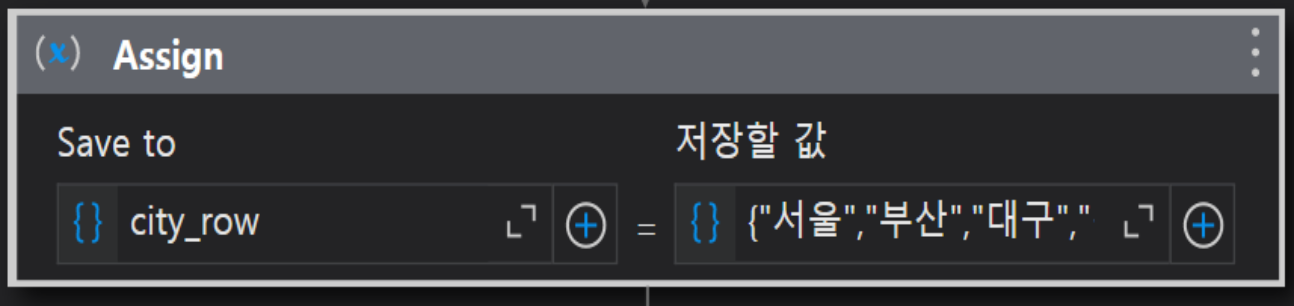 (x) Assign
Save to
저장할 값
{} city_row = {} {"서울","부산","대구","